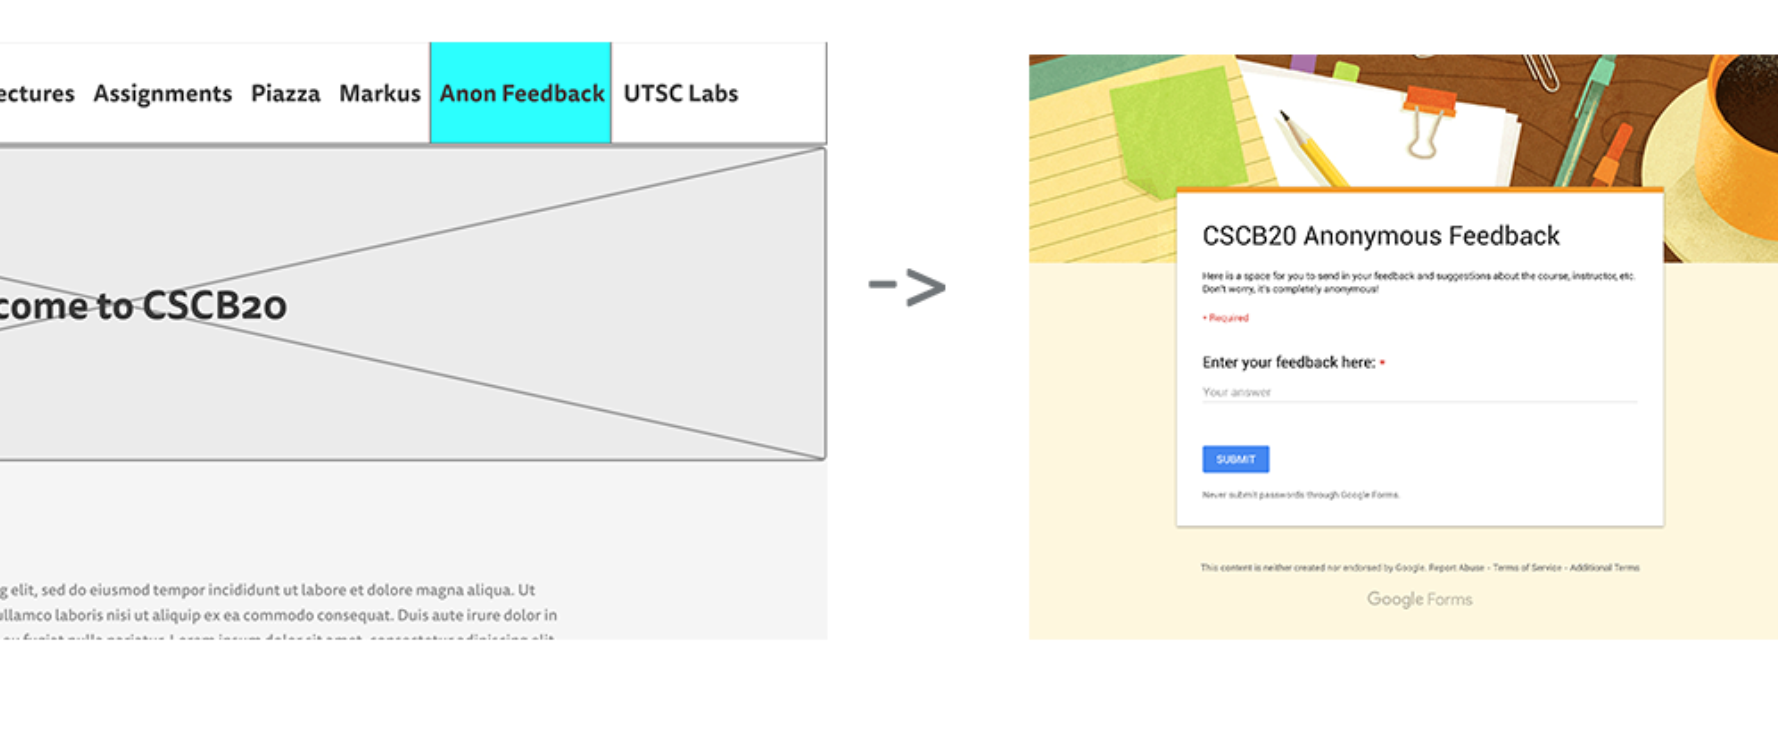 ectures Assignments Piazza Markus Anon Feedback UTSC Labs
come to CSCB20
g elit, sed do eiusmod tempor incididunt ut labore et dolore magna aliqua. Ut
ullamco laboris nisi ut aliquip ex ea commodo consequat. Duis aute irure dolor in
->
CSCB20 Anonymous Feedback
Here is a space for you to send in your feedback and suggestions about the course, instructor, etc.
Don't worry, it's completely anonymous!
* Required
Enter your feedback here: *
Your answer
SUBMIT
Never submit passwords through Google Forms.
This content is neither created nor endorsed by Google. Report Abuse - Terms of Service - Additional Terms
Google Forms